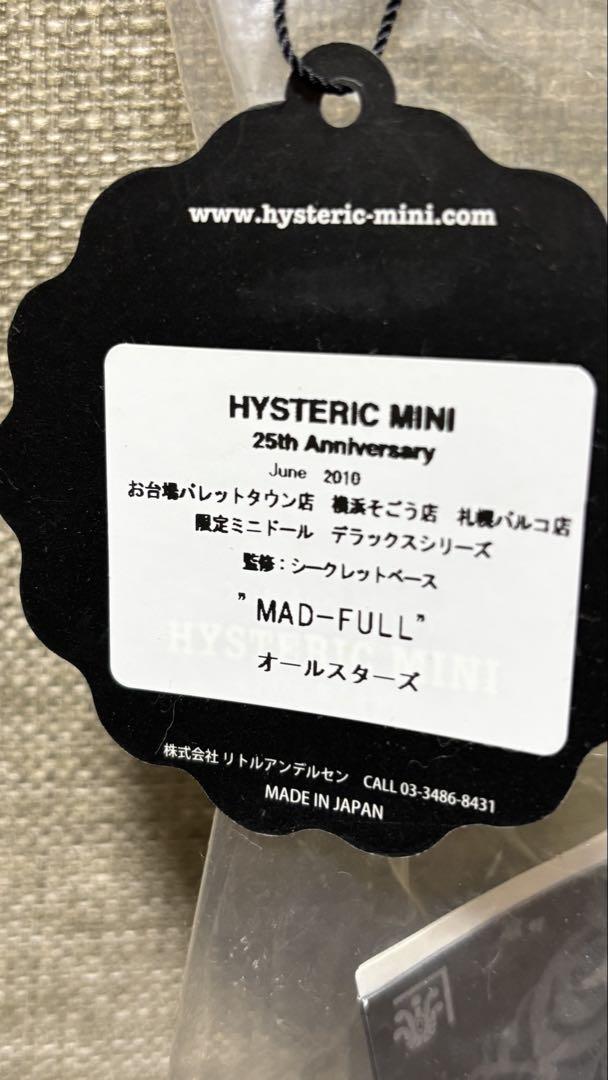 www.hysteric-mini.com
HYSTERIC MINI
25th Anniversary
June 2010
お台場パレットタウン店 横浜そごう店 札幌パルコ店
限定ミニドール デラックスシリーズ
監修:シークレットベース
"MAD-FULL"
HYSTERIC MINI
オールスターズ
株式会社 リトルアンデルセン CALL 03-3486-8431
MADE IN JAPAN